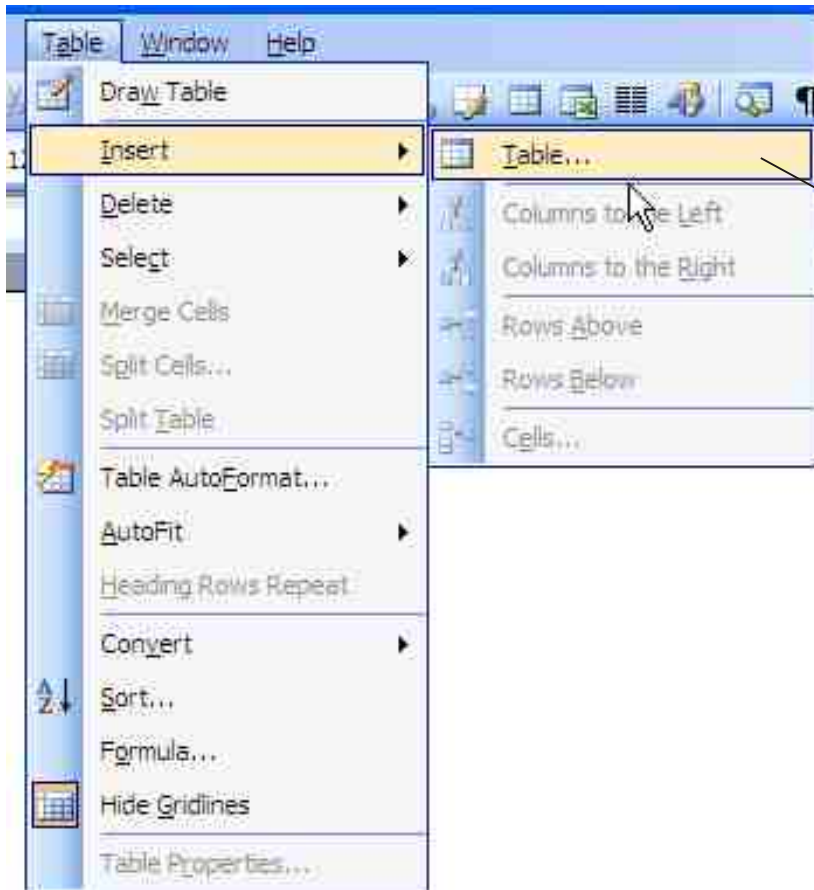 Table Window Help
Draw Table
Insert
Delete
Select
Merge Cells
Split Cells...
Split Table
Table AutoFormat...
AutoFit
Heading Rows Repeat
Convert
Sort...
Formula...
Hide Gridlines
Table Properties...
Table...
Columns to the Left
Columns to the Right
Rows Above
Rows Below
Cells...